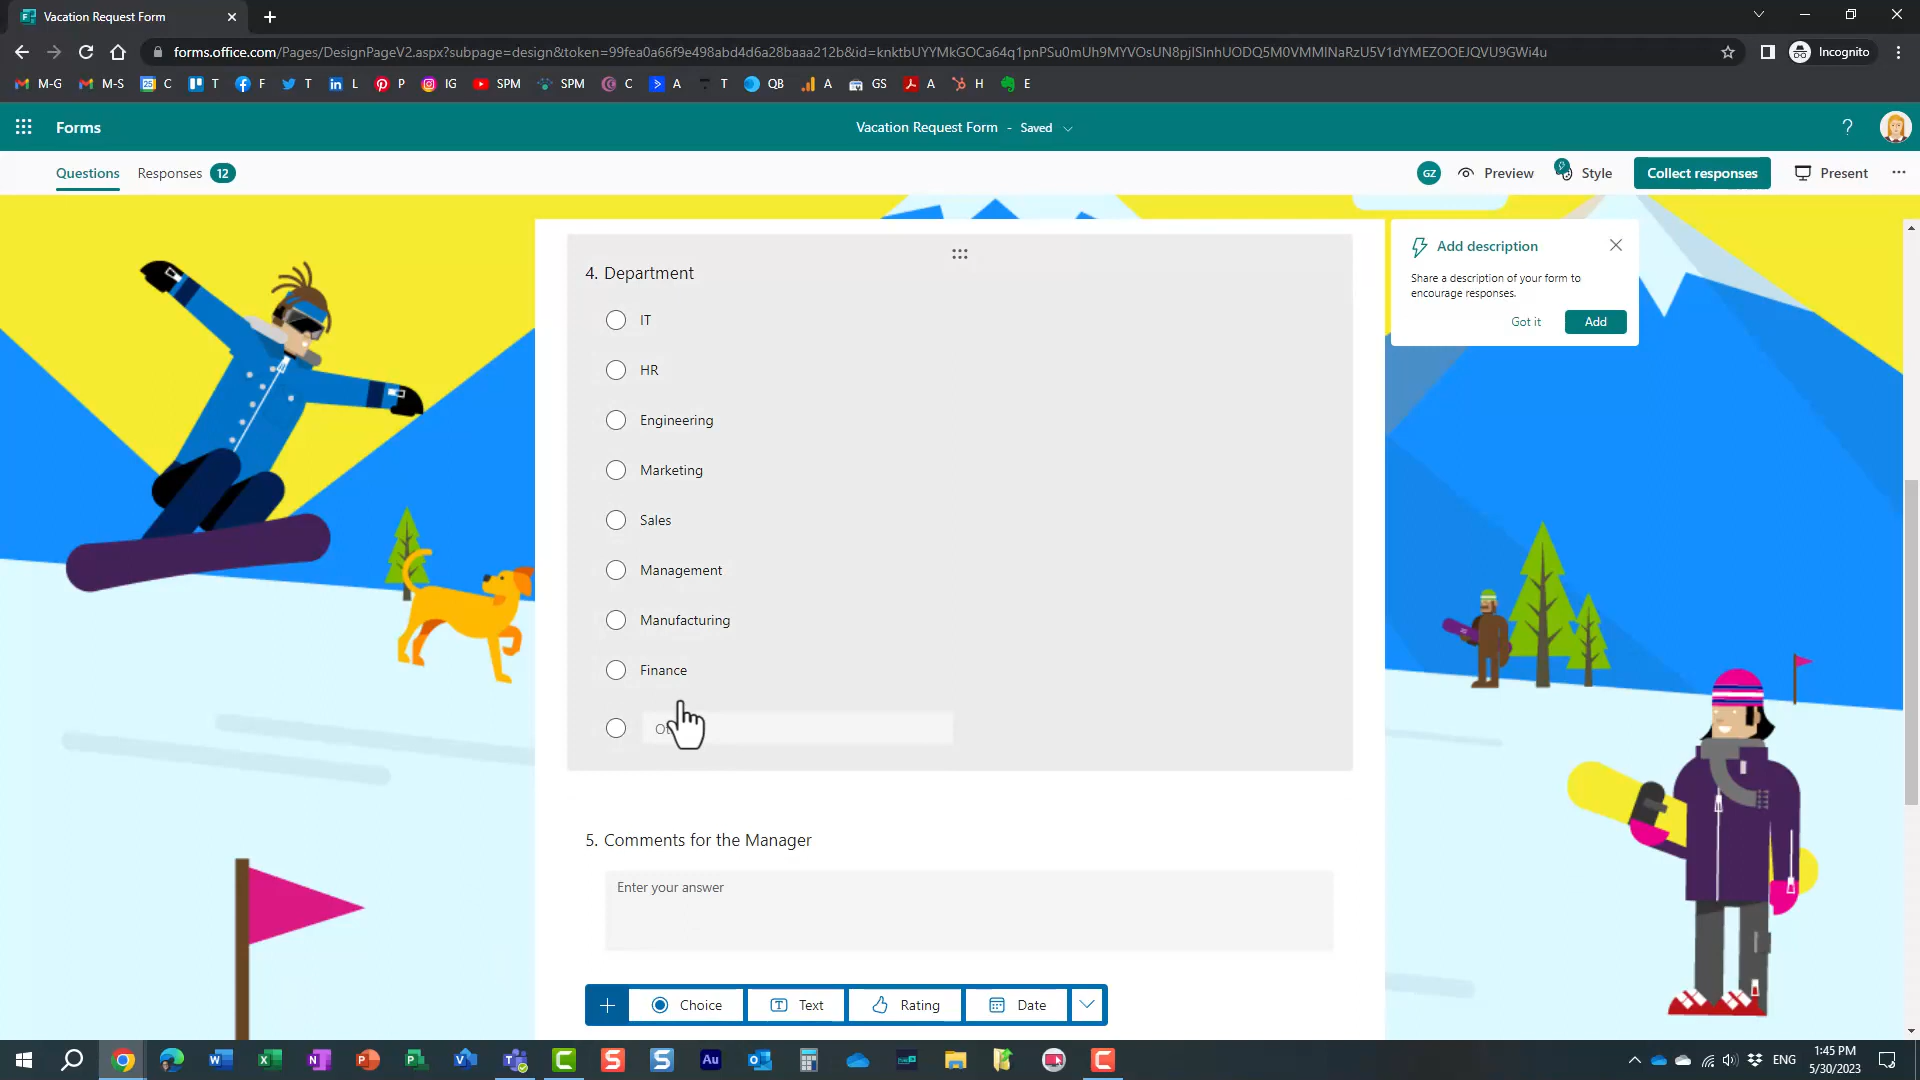 Vacation Request Form
forms.office.com/Pages/DesignPageV2.aspx?subpage=design&token=99fea0a66f9e498abd4d6a28baaa212b&id=knktbUYYMkGOCa64q1pnPSu0mUh9MYVOsUN8pjISInhUODQ5M0VMMlNaRzU5V1dYMEZOOEJQVU9GWi4u
Incognito
M-G M-S C T F T L P IG SPM SPM C A T QB A GS A H E
Forms
Vacation Request Form - Saved
?
Questions Responses 12
GZ Preview Style Collect responses Present
Add description
Share a description of your form to
encourage responses.
Got it Add
4. Department
IT
HR
Engineering
Marketing
Sales
Management
Manufacturing
Finance
5. Comments for the Manager
Enter your answer
Choice Text Rating Date
ENG
1:45 PM
5/30/2023